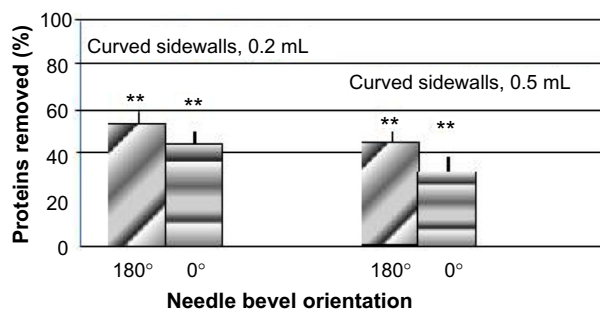 Proteins removed (%)
100
80
60
40
20
0
Curved sidewalls, 0.2 mL
Curved sidewalls, 0.5 mL
** ** ** **
180° 0° 180° 0°
Needle bevel orientation